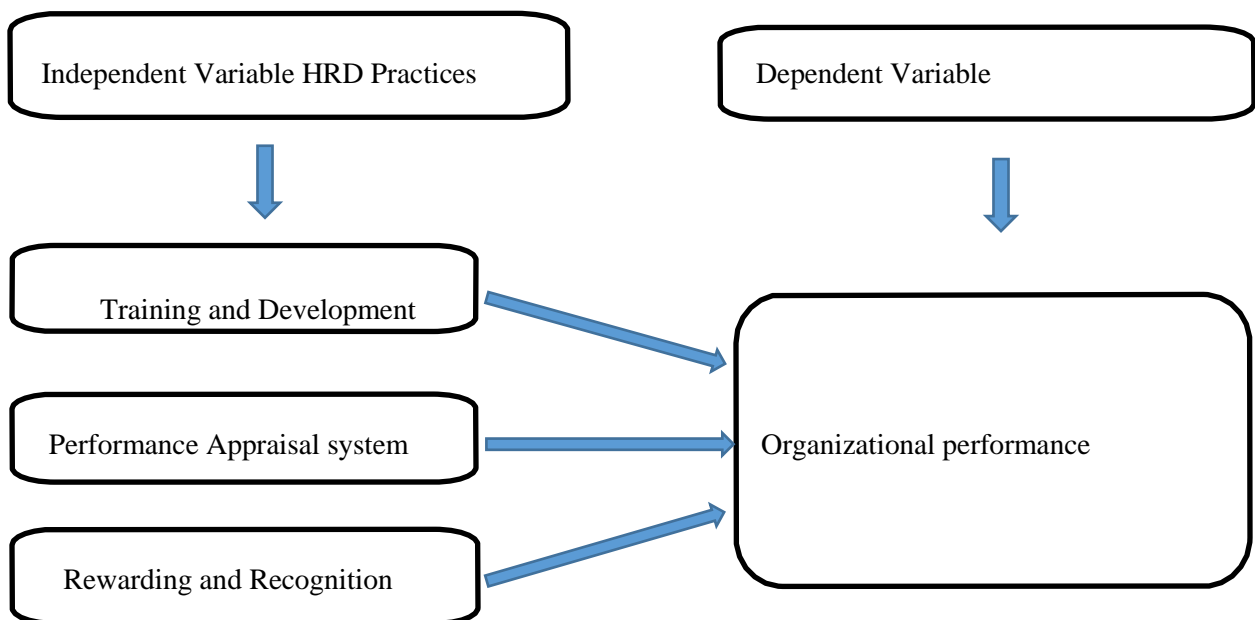 Independent Variable HRD Practices
Dependent Variable
Training and Development
Performance Appraisal system
Organizational performance
Rewarding and Recognition